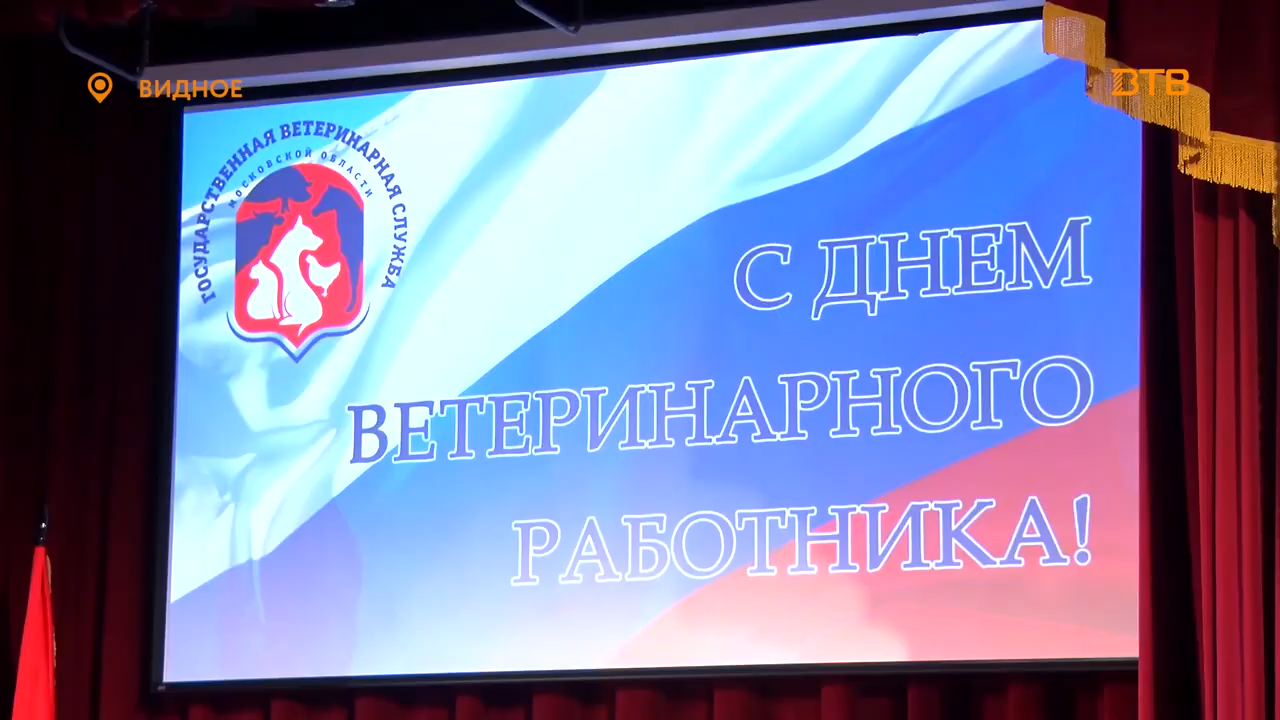 ВИДНОЕ
ВТВ
ГОСУДАРСТВЕННАЯ ВЕТЕРИНАРНАЯ СЛУЖБА
МОСКОВСКОЙ ОБЛАСТИ
С ДНЕМ
ВЕТЕРИНАРНОГО
РАБОТНИКА!